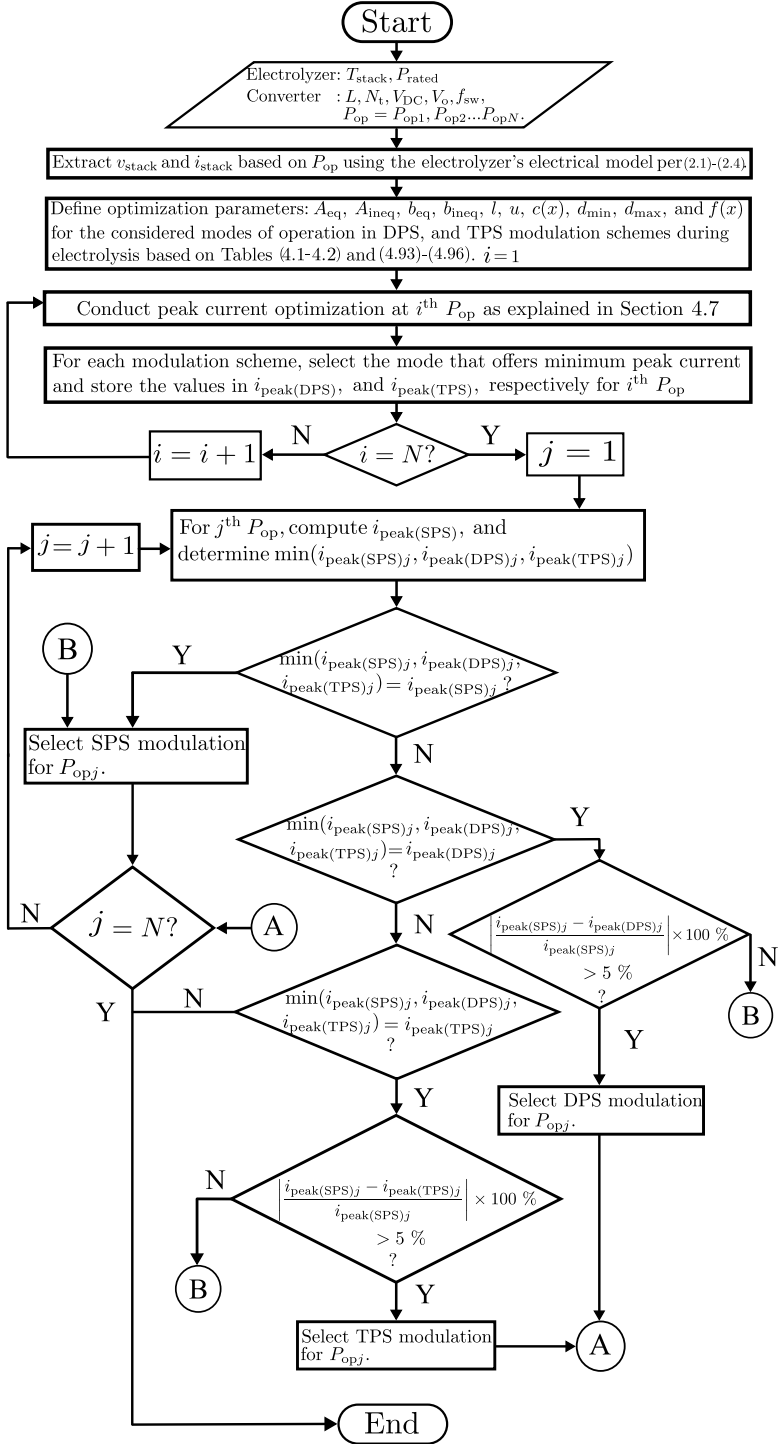 Start
Electrolyzer: T_stack, P_rated
Converter : L, N_t, V_DC, V_o, f_sw,
P_op = P_op1, P_op2...P_opN.
Extract v_stack and i_stack based on P_op using the electrolyzer's electrical model per (2.1)-(2.4).
Define optimization parameters: A_eq, A_ineq, b_eq, b_ineq, l, u, c(x), d_min, d_max, and f(x)
for the considered modes of operation in DPS, and TPS modulation schemes during
electrolysis based on Tables (4.1-4.2) and (4.93)-(4.96). i = 1
Conduct peak current optimization at i^th P_op as explained in Section 4.7
For each modulation scheme, select the mode that offers minimum peak current
and store the values in i_peak(DPS), and i_peak(TPS), respectively for i^th P_op
N
Y
i = i + 1
i = N?
j = 1
For j^th P_op, compute i_peak(SPS), and
determine min(i_peak(SPS)j, i_peak(DPS)j, i_peak(TPS)j)
j = j + 1
B
Y
min(i_peak(SPS)j, i_peak(DPS)j,
i_peak(TPS)j) = i_peak(SPS)j ?
Select SPS modulation
for P_opj.
N
min(i_peak(SPS)j, i_peak(DPS)j,
i_peak(TPS)j) = i_peak(DPS)j
?
Y
N
j = N?
A
N
|(i_peak(SPS)j − i_peak(DPS)j) / i_peak(SPS)j| × 100 %
> 5 %
?
N
B
Y
N
min(i_peak(SPS)j, i_peak(DPS)j,
i_peak(TPS)j) = i_peak(TPS)j
?
Y
Y
Select DPS modulation
for P_opj.
N
|(i_peak(SPS)j − i_peak(TPS)j) / i_peak(SPS)j| × 100 %
> 5 %
?
B
Y
Select TPS modulation
for P_opj.
A
End